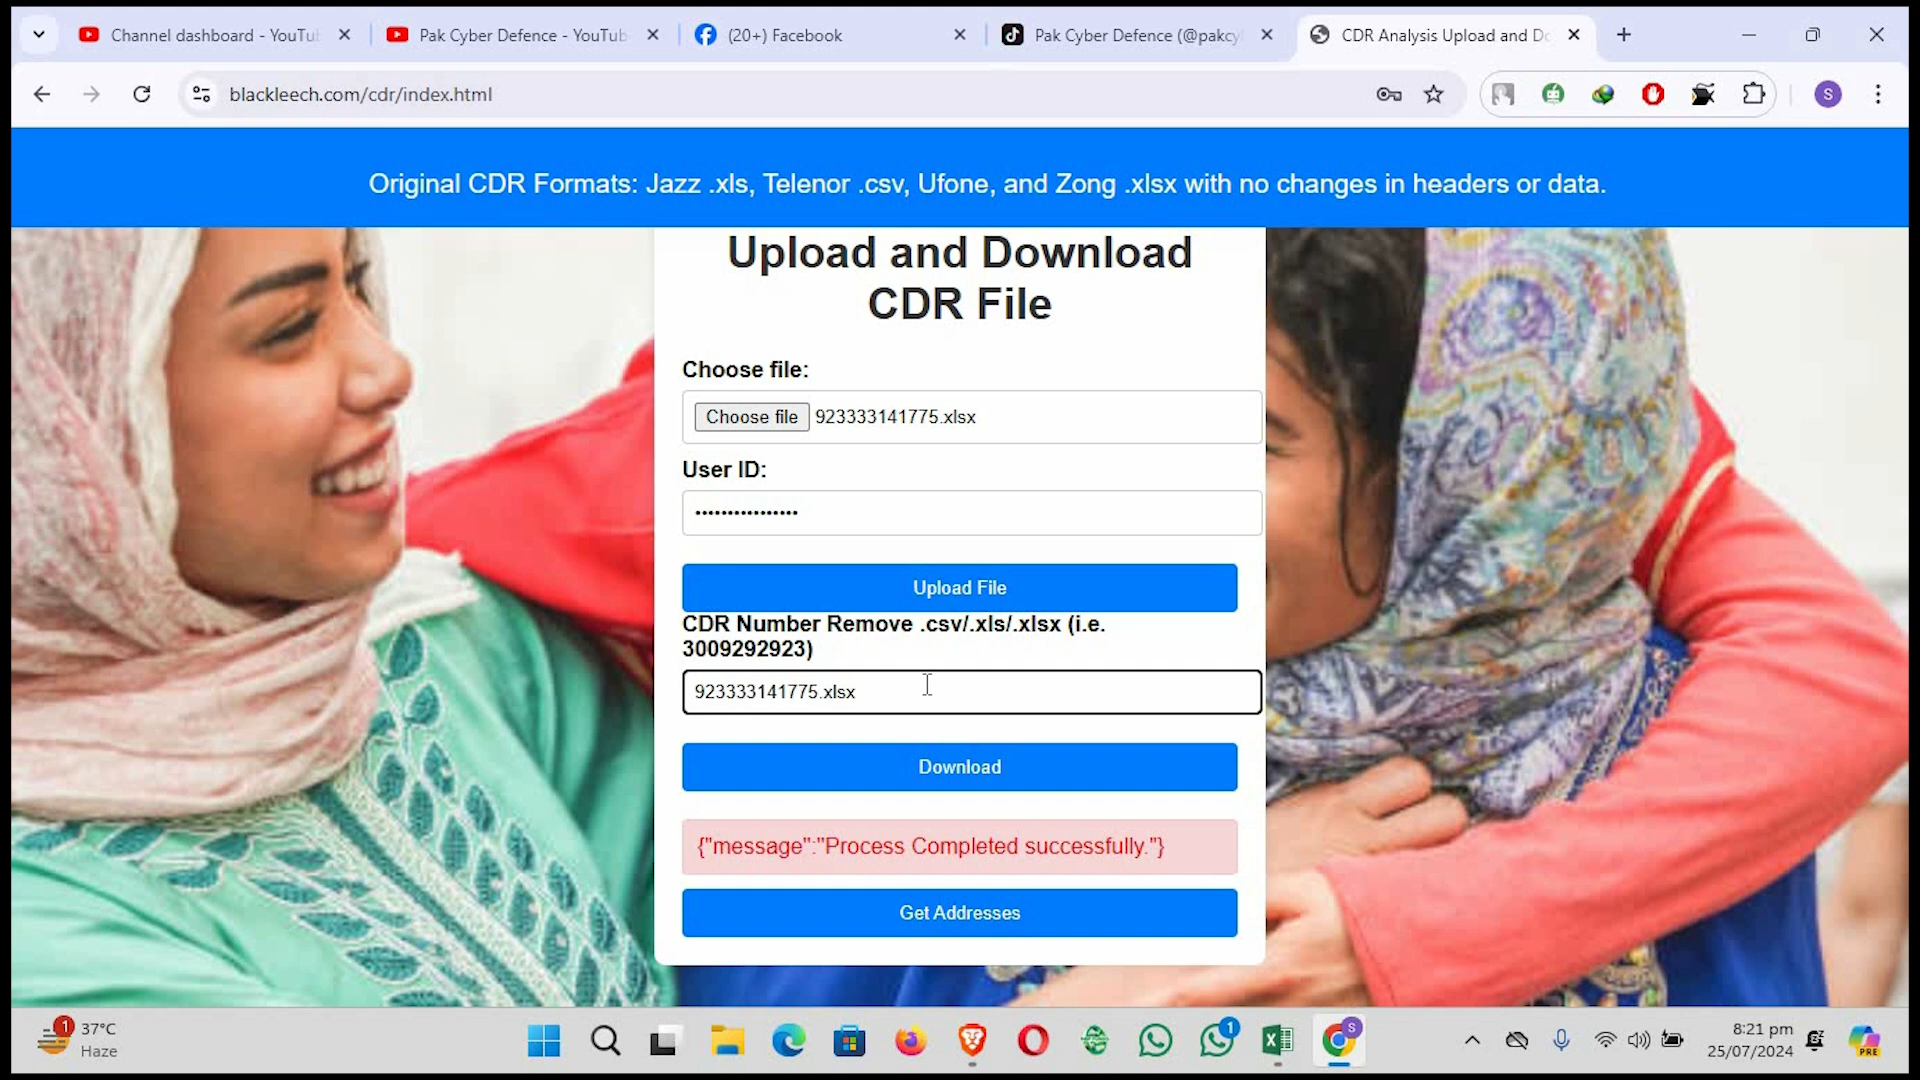 Channel dashboard - YouTu
Pak Cyber Defence - YouTub
(20+) Facebook
Pak Cyber Defence (@pakcy
CDR Analysis Upload and Do
blackleech.com/cdr/index.html
S
Original CDR Formats: Jazz .xls, Telenor .csv, Ufone, and Zong .xlsx with no changes in headers or data.
Upload and Download
CDR File
Choose file:
Choose file 923333141775.xlsx
User ID:
Upload File
CDR Number Remove .csv/.xls/.xlsx (i.e.
3009292923)
923333141775.xlsx
Download
{"message":"Process Completed successfully."}
Get Addresses
1
37°C
Haze
1
S
8:21 pm
25/07/2024
PRE